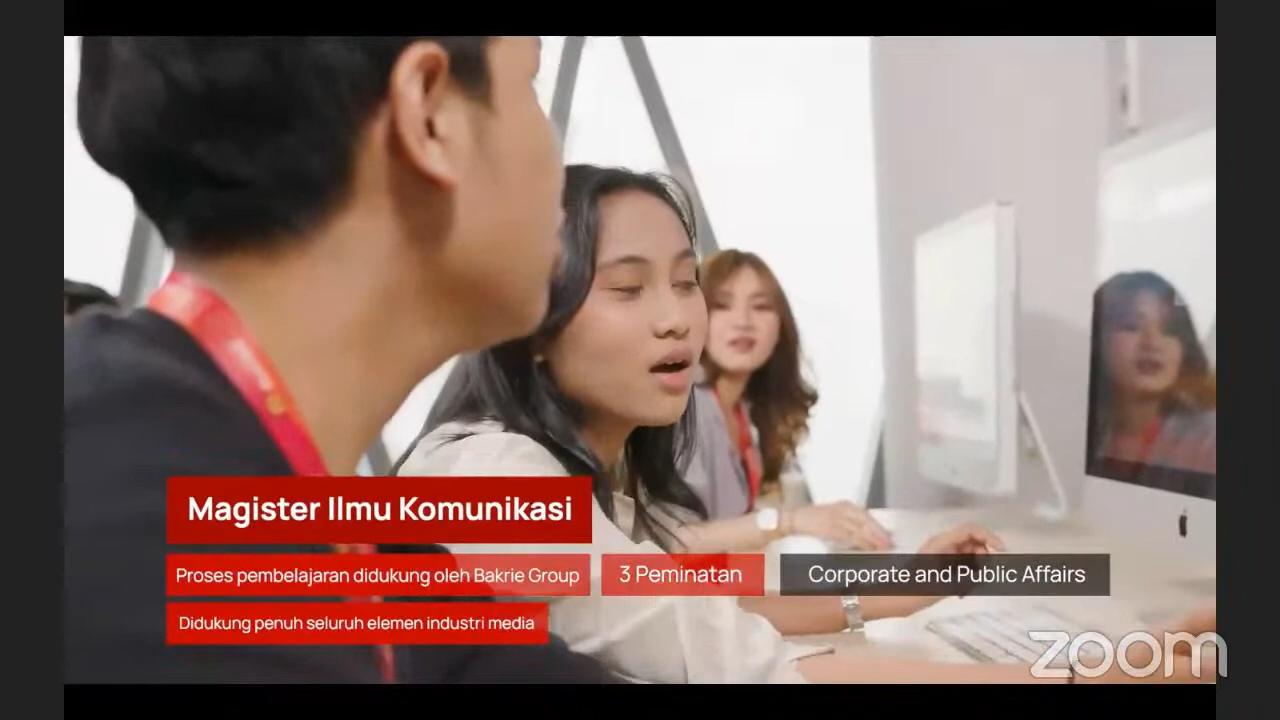 Magister Ilmu Komunikasi
Proses pembelajaran didukung oleh Bakrie Group
3 Peminatan
Corporate and Public Affairs
Didukung penuh seluruh elemen industri media
zoom